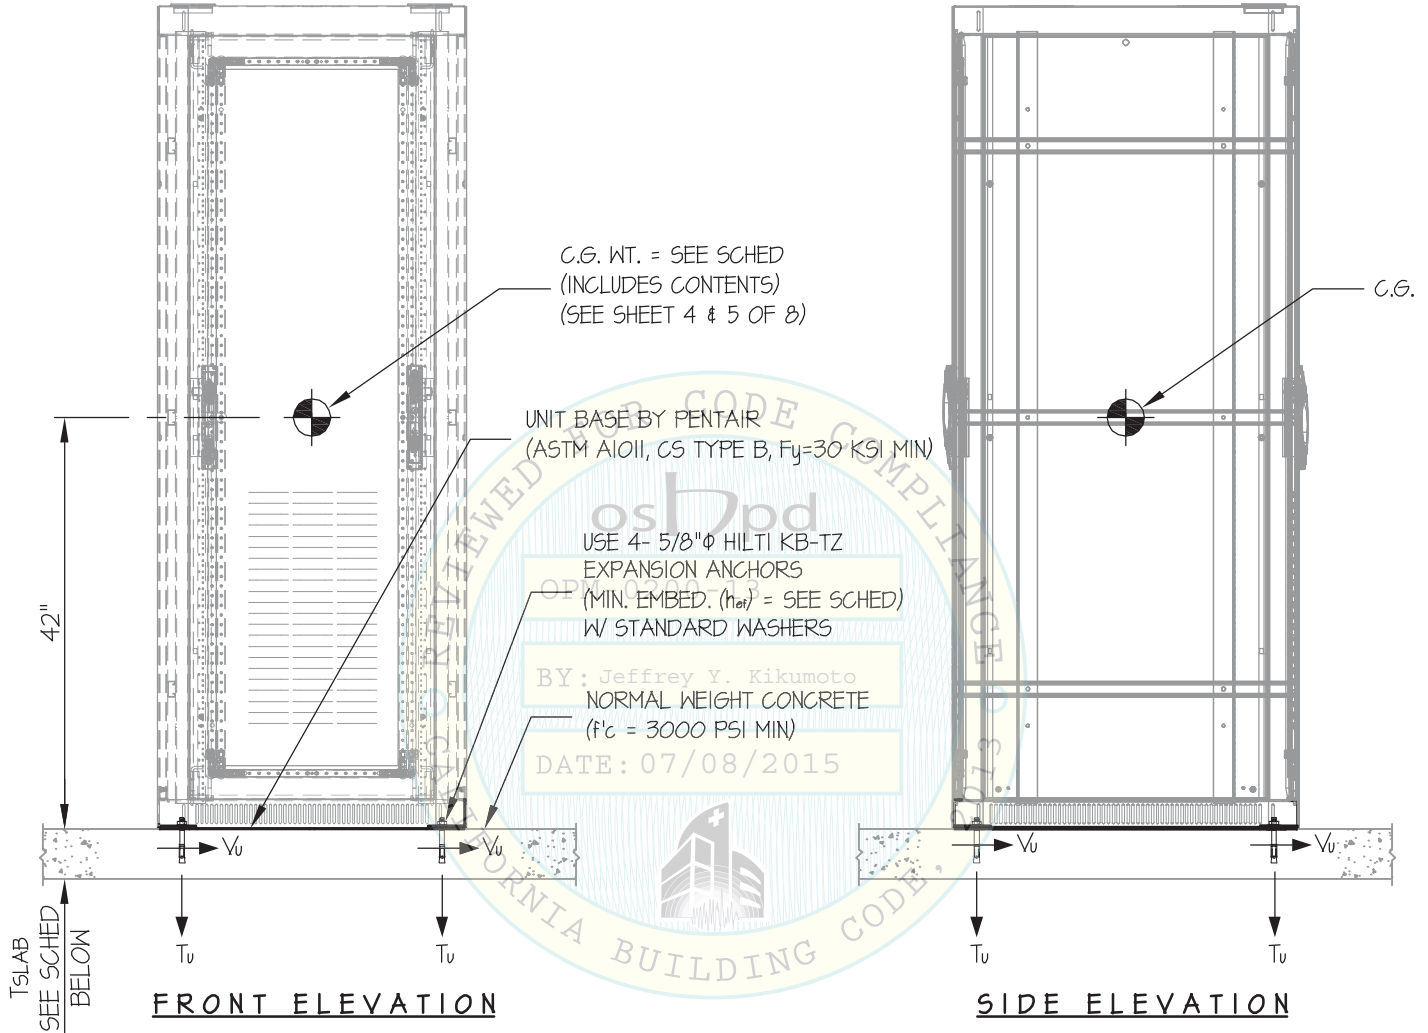 C.G. WT. = SEE SCHED
(INCLUDES CONTENTS)
(SEE SHEET 4 & 5 OF 8)
C.G.
UNIT BASE BY PENTAIR
(ASTM A1011, CS TYPE B, Fy=30 KSI MIN)
oshpd
USE 4- 5/8"Φ HILTI KB-TZ
EXPANSION ANCHORS
(MIN. EMBED. (hef) = SEE SCHED)
W/ STANDARD WASHERS
OPM-0200-13
BY: Jeffrey Y. Kikumoto
NORMAL WEIGHT CONCRETE
(f'c = 3000 PSI MIN)
DATE: 07/08/2015
REVIEWED FOR CODE COMPLIANCE
CALIFORNIA BUILDING CODE, 2013
42"
Vu
Vu
Vu
Vu
Tu
Tu
Tu
Tu
TSLAB
SEE SCHED
BELOW
FRONT ELEVATION
SIDE ELEVATION